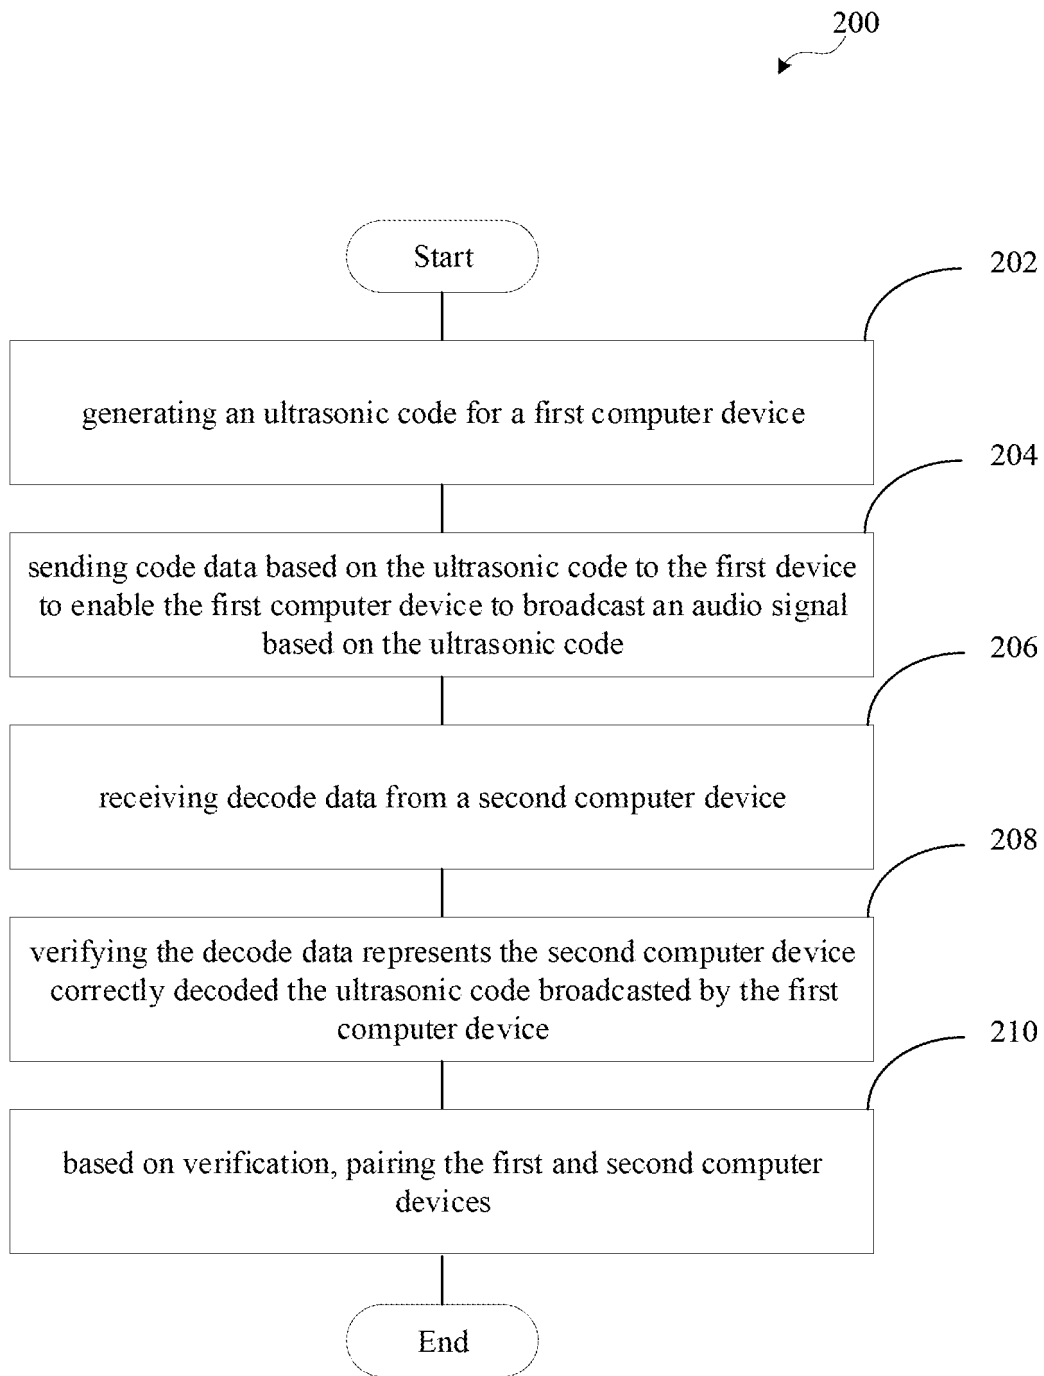 200
Start
202
generating an ultrasonic code for a first computer device
204
sending code data based on the ultrasonic code to the first device
to enable the first computer device to broadcast an audio signal
based on the ultrasonic code
206
receiving decode data from a second computer device
208
verifying the decode data represents the second computer device
correctly decoded the ultrasonic code broadcasted by the first
computer device
210
based on verification, pairing the first and second computer
devices
End